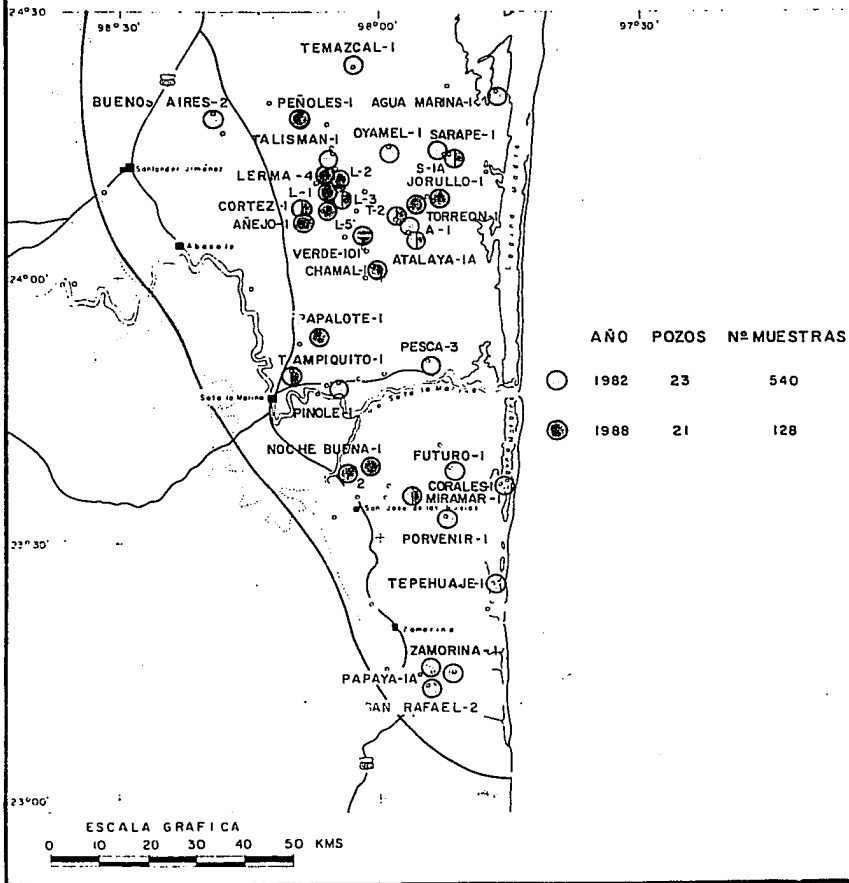 24°30'
98°30'
98°00'
97°30'
TEMAZCAL-1
BUENOS AIRES-2
PEÑOLES-1
AGUA MARINA-1
TALISMAN-1
OYAMEL-1
SARAPE-1
Santander Jiménez
LERMA-4
L-2
S-1A
JORULLO-1
L-1
L-3
T-2
CORTEZ-1
TORREON-1
AÑEJO-1
L-5
A-1
Laguna Madre
Abasolo
VERDE-101
ATALAYA-1A
CHAMAL-1
24°00'
PAPALOTE-1
AÑO POZOS Nº MUESTRAS
TAMPIQUITO-1
PESCA-3
1982 23 540
Soto la Marina
Soto la Marina
PINOLE-1
1988 21 128
NOCHE BUENA-1
FUTURO-1
2
CORALES-1
MIRAMAR-1
San José de las
23°30'
PORVENIR-1
TEPEHUAJE-1
Zamorina
ZAMORINA-1
PAPAYA-1A
SAN RAFAEL-2
23°00'
ESCALA GRAFICA
0 10 20 30 40 50 KMS